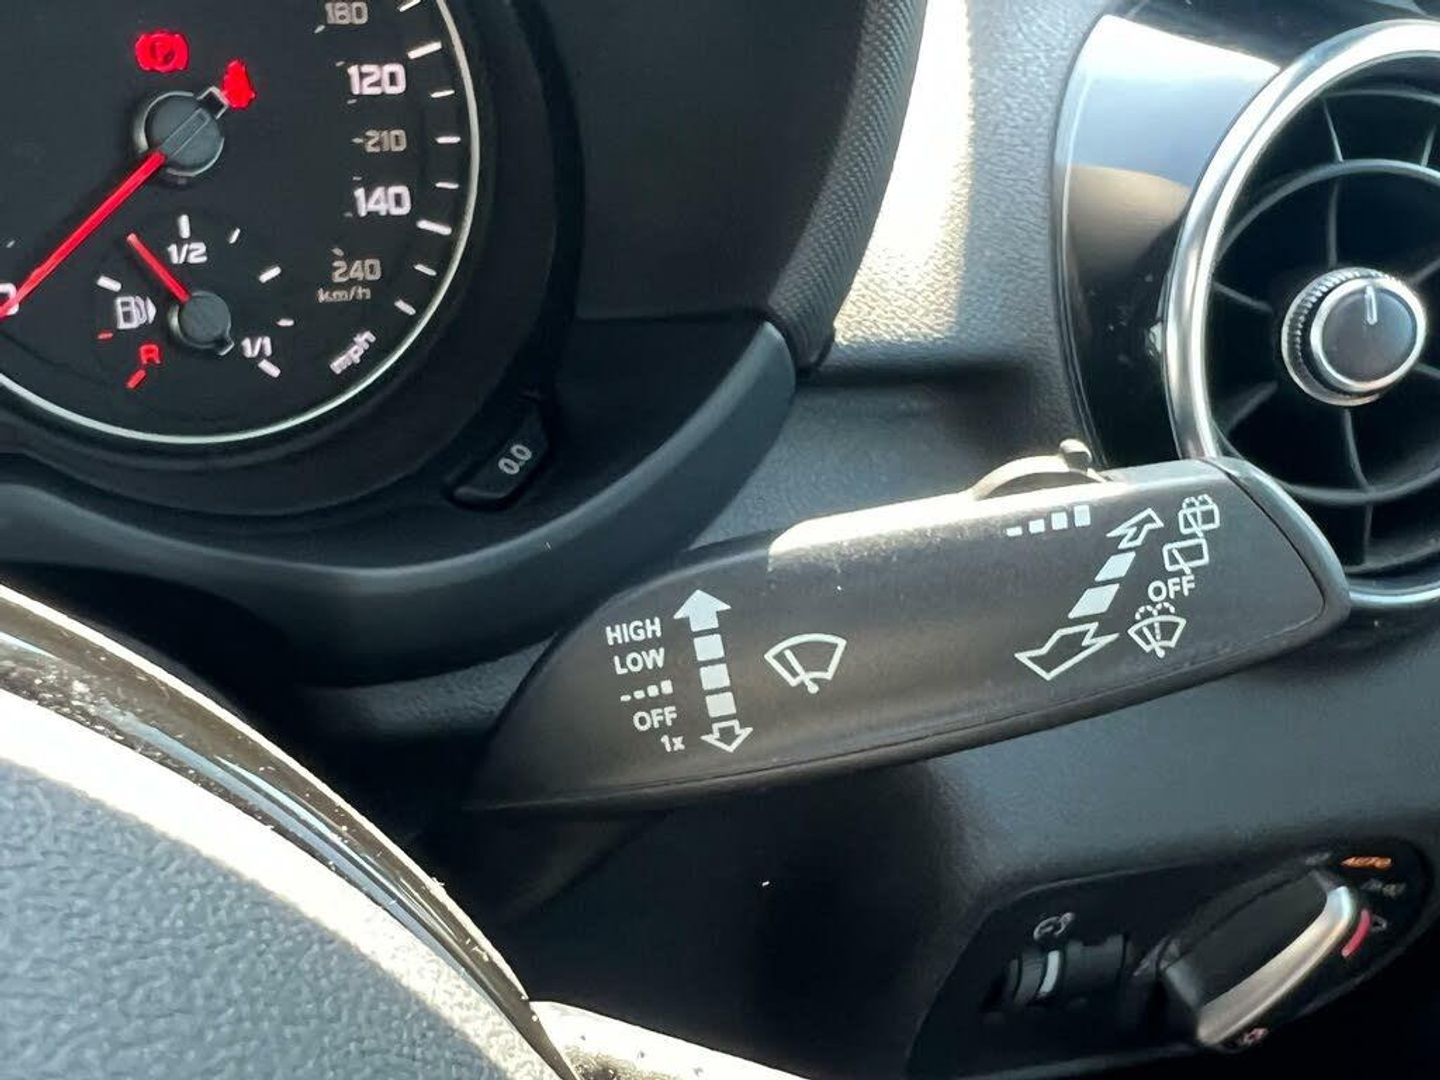 180
120
210
140
240
km/h
mph
0
1/2
1/1
R
0.0
HIGH
LOW
OFF
1x
OFF
AUTO